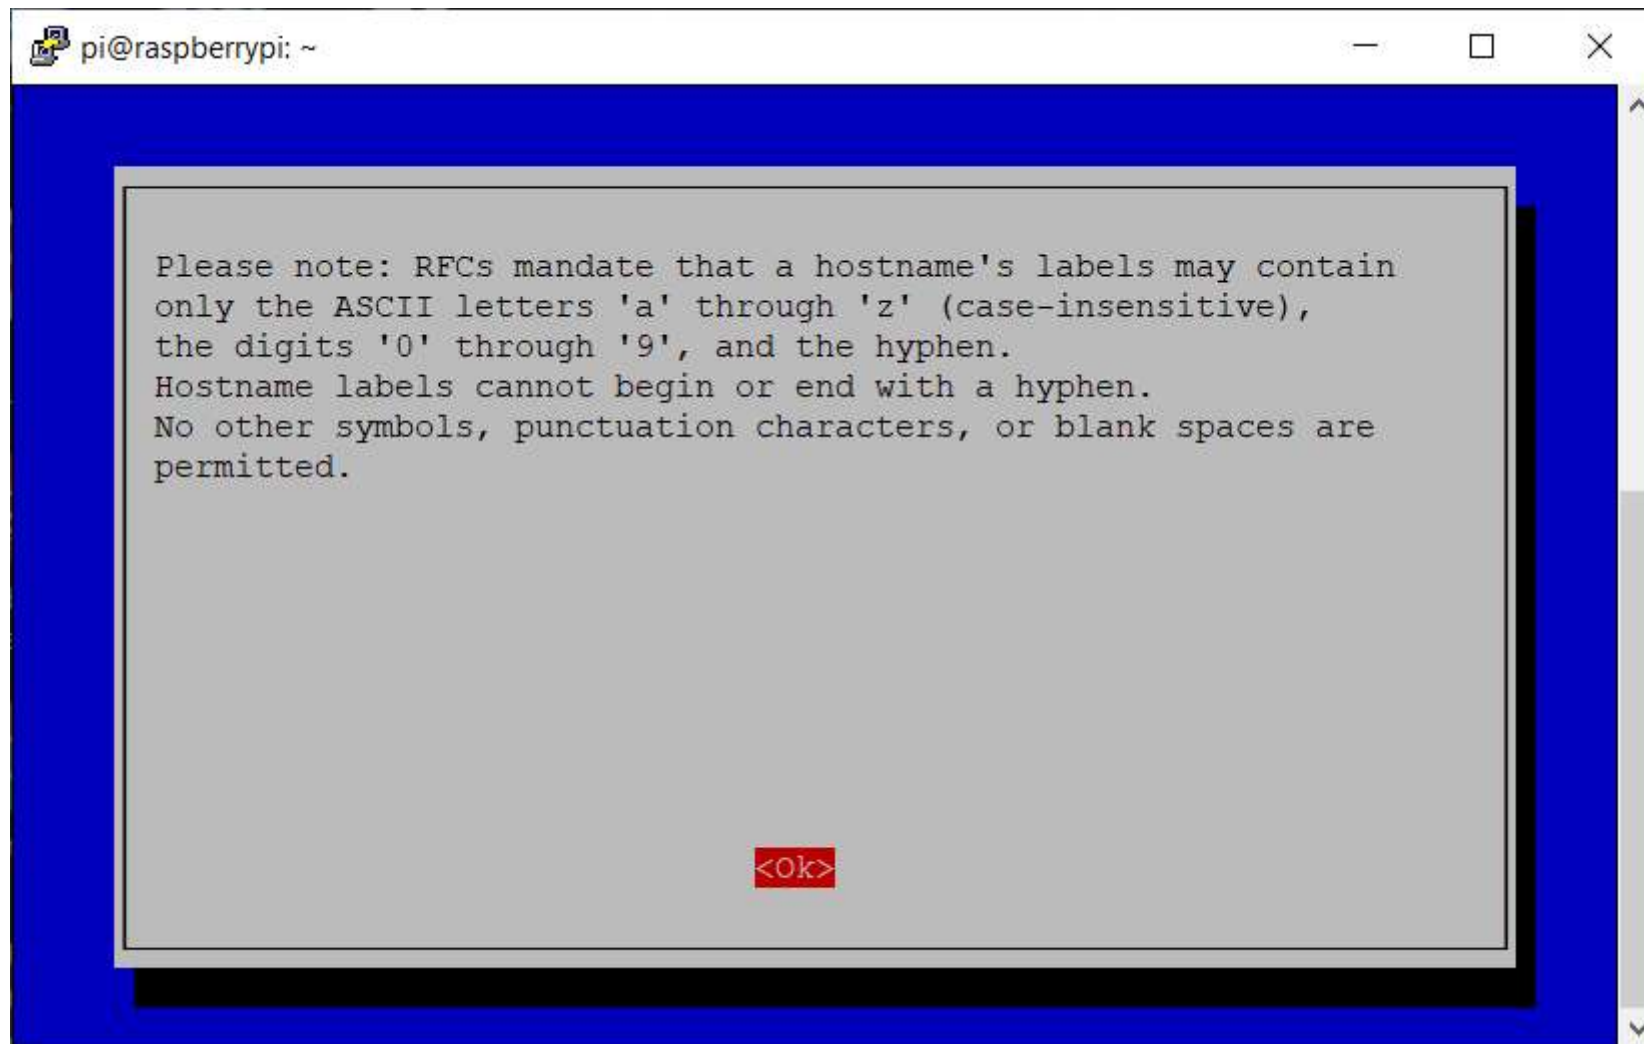 pi@raspberrypi: ~
Please note: RFCs mandate that a hostname's labels may contain
only the ASCII letters 'a' through 'z' (case-insensitive),
the digits '0' through '9', and the hyphen.
Hostname labels cannot begin or end with a hyphen.
No other symbols, punctuation characters, or blank spaces are
permitted.
<Ok>